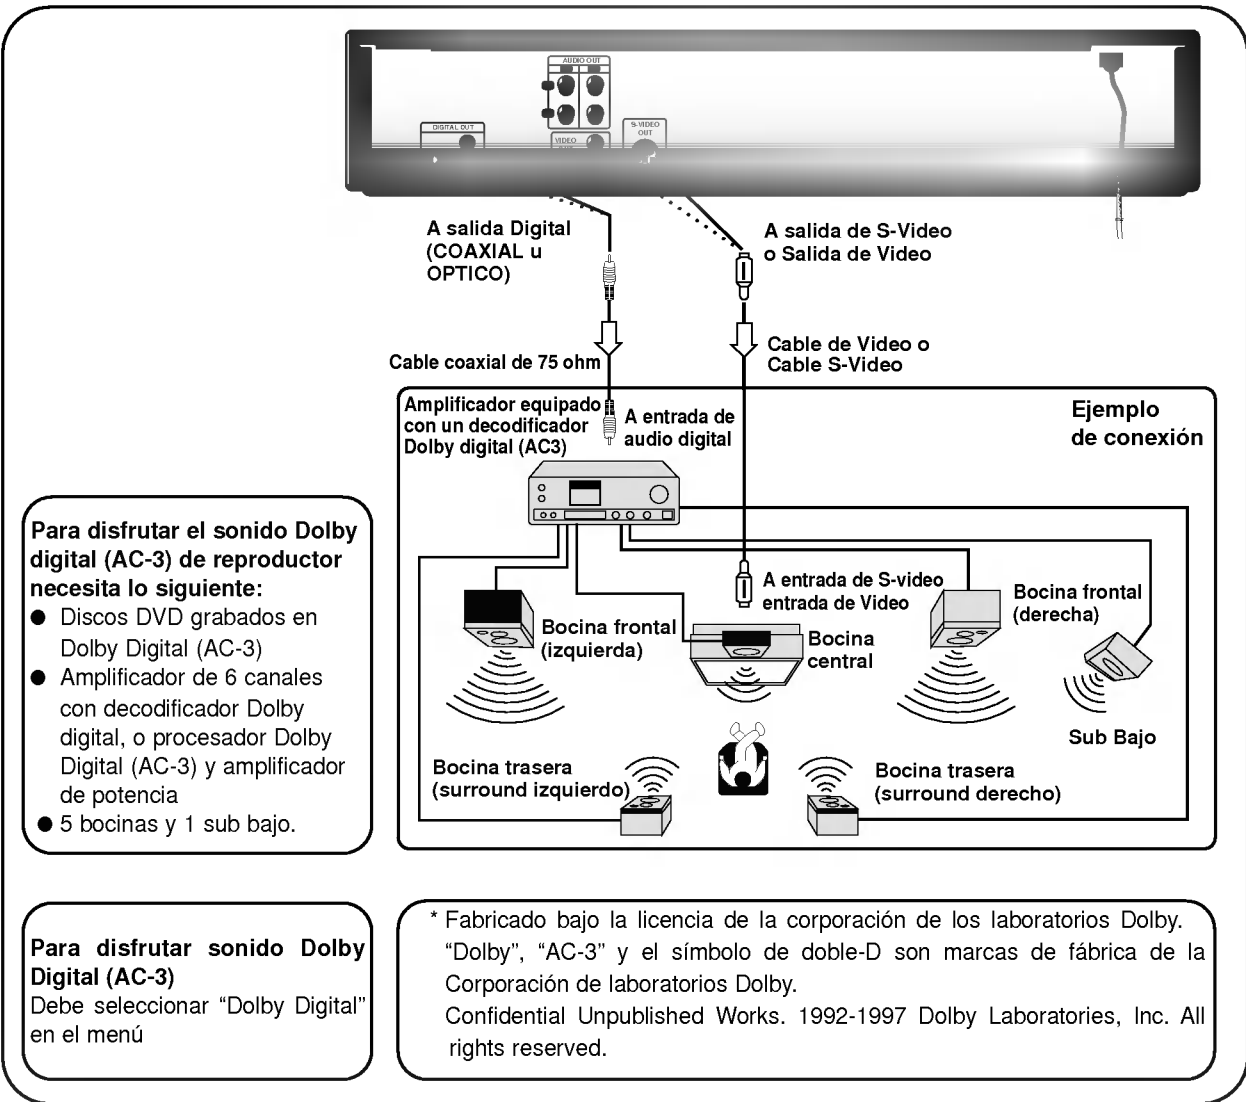 AUDIO OUT
DIGITAL OUT
VIDEO
S-VIDEO
OUT
A salida Digital
(COAXIAL u
OPTICO)
A salida de S-Video
o Salida de Video
Cable coaxial de 75 ohm
Cable de Video o
Cable S-Video
Amplificador equipado
con un decodificador
Dolby digital (AC3)
A entrada de
audio digital
Ejemplo
de conexión
A entrada de S-video
entrada de Video
Bocina frontal
(izquierda)
Bocina
central
Bocina frontal
(derecha)
Sub Bajo
Bocina trasera
(surround izquierdo)
Bocina trasera
(surround derecho)
Para disfrutar el sonido Dolby
digital (AC-3) de reproductor
necesita lo siguiente:
● Discos DVD grabados en
Dolby Digital (AC-3)
● Amplificador de 6 canales
con decodificador Dolby
digital, o procesador Dolby
Digital (AC-3) y amplificador
de potencia
● 5 bocinas y 1 sub bajo.
Para disfrutar sonido Dolby
Digital (AC-3)
Debe seleccionar “Dolby Digital”
en el menú
* Fabricado bajo la licencia de la corporación de los laboratorios Dolby.
“Dolby”, “AC-3” y el símbolo de doble-D son marcas de fábrica de la
Corporación de laboratorios Dolby.
Confidential Unpublished Works. 1992-1997 Dolby Laboratories, Inc. All
rights reserved.